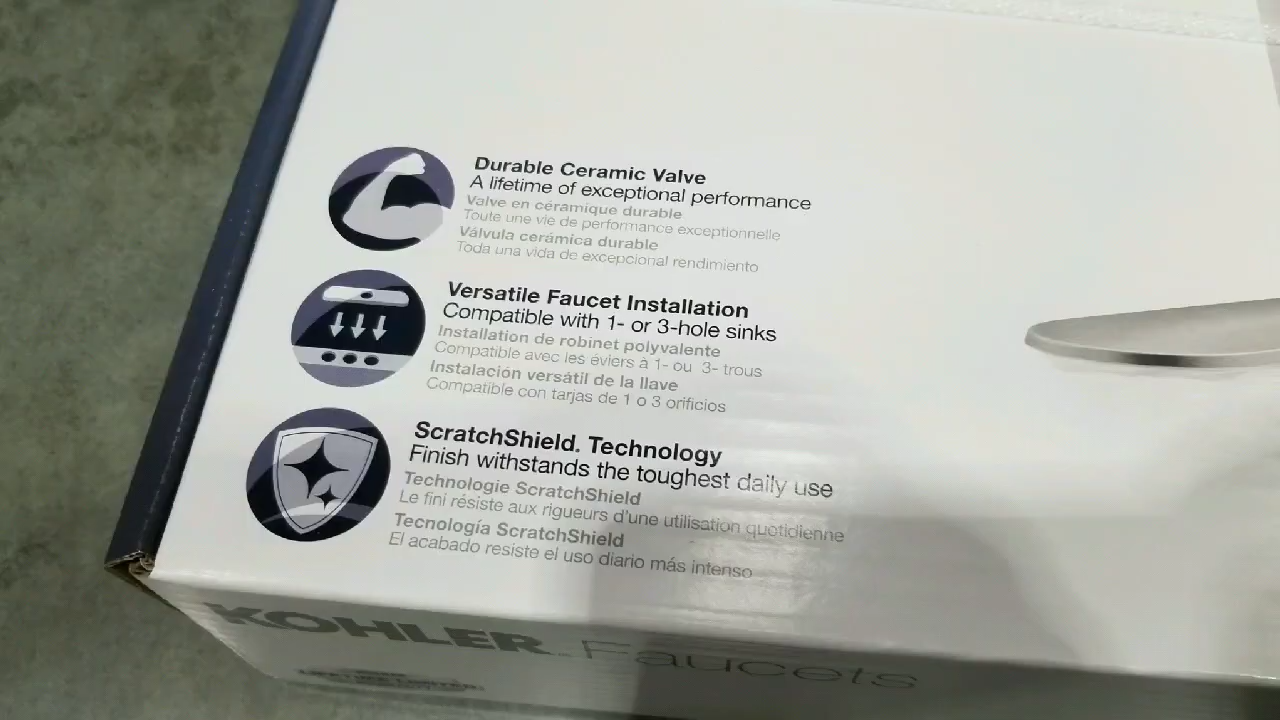 Durable Ceramic Valve
A lifetime of exceptional performance
Valve en céramique durable
Toute une vie de performance exceptionnelle
Válvula cerámica durable
Toda una vida de excepcional rendimiento
Versatile Faucet Installation
Compatible with 1- or 3-hole sinks
Installation de robinet polyvalente
Compatible avec les éviers à 1- ou 3- trous
Instalación versátil de la llave
Compatible con tarjas de 1 o 3 orificios
ScratchShield. Technology
Finish withstands the toughest daily use
Technologie ScratchShield
Le fini résiste aux rigueurs d'une utilisation quotidienne
Tecnología ScratchShield
El acabado resiste el uso diario más intenso
KOHLER Faucets